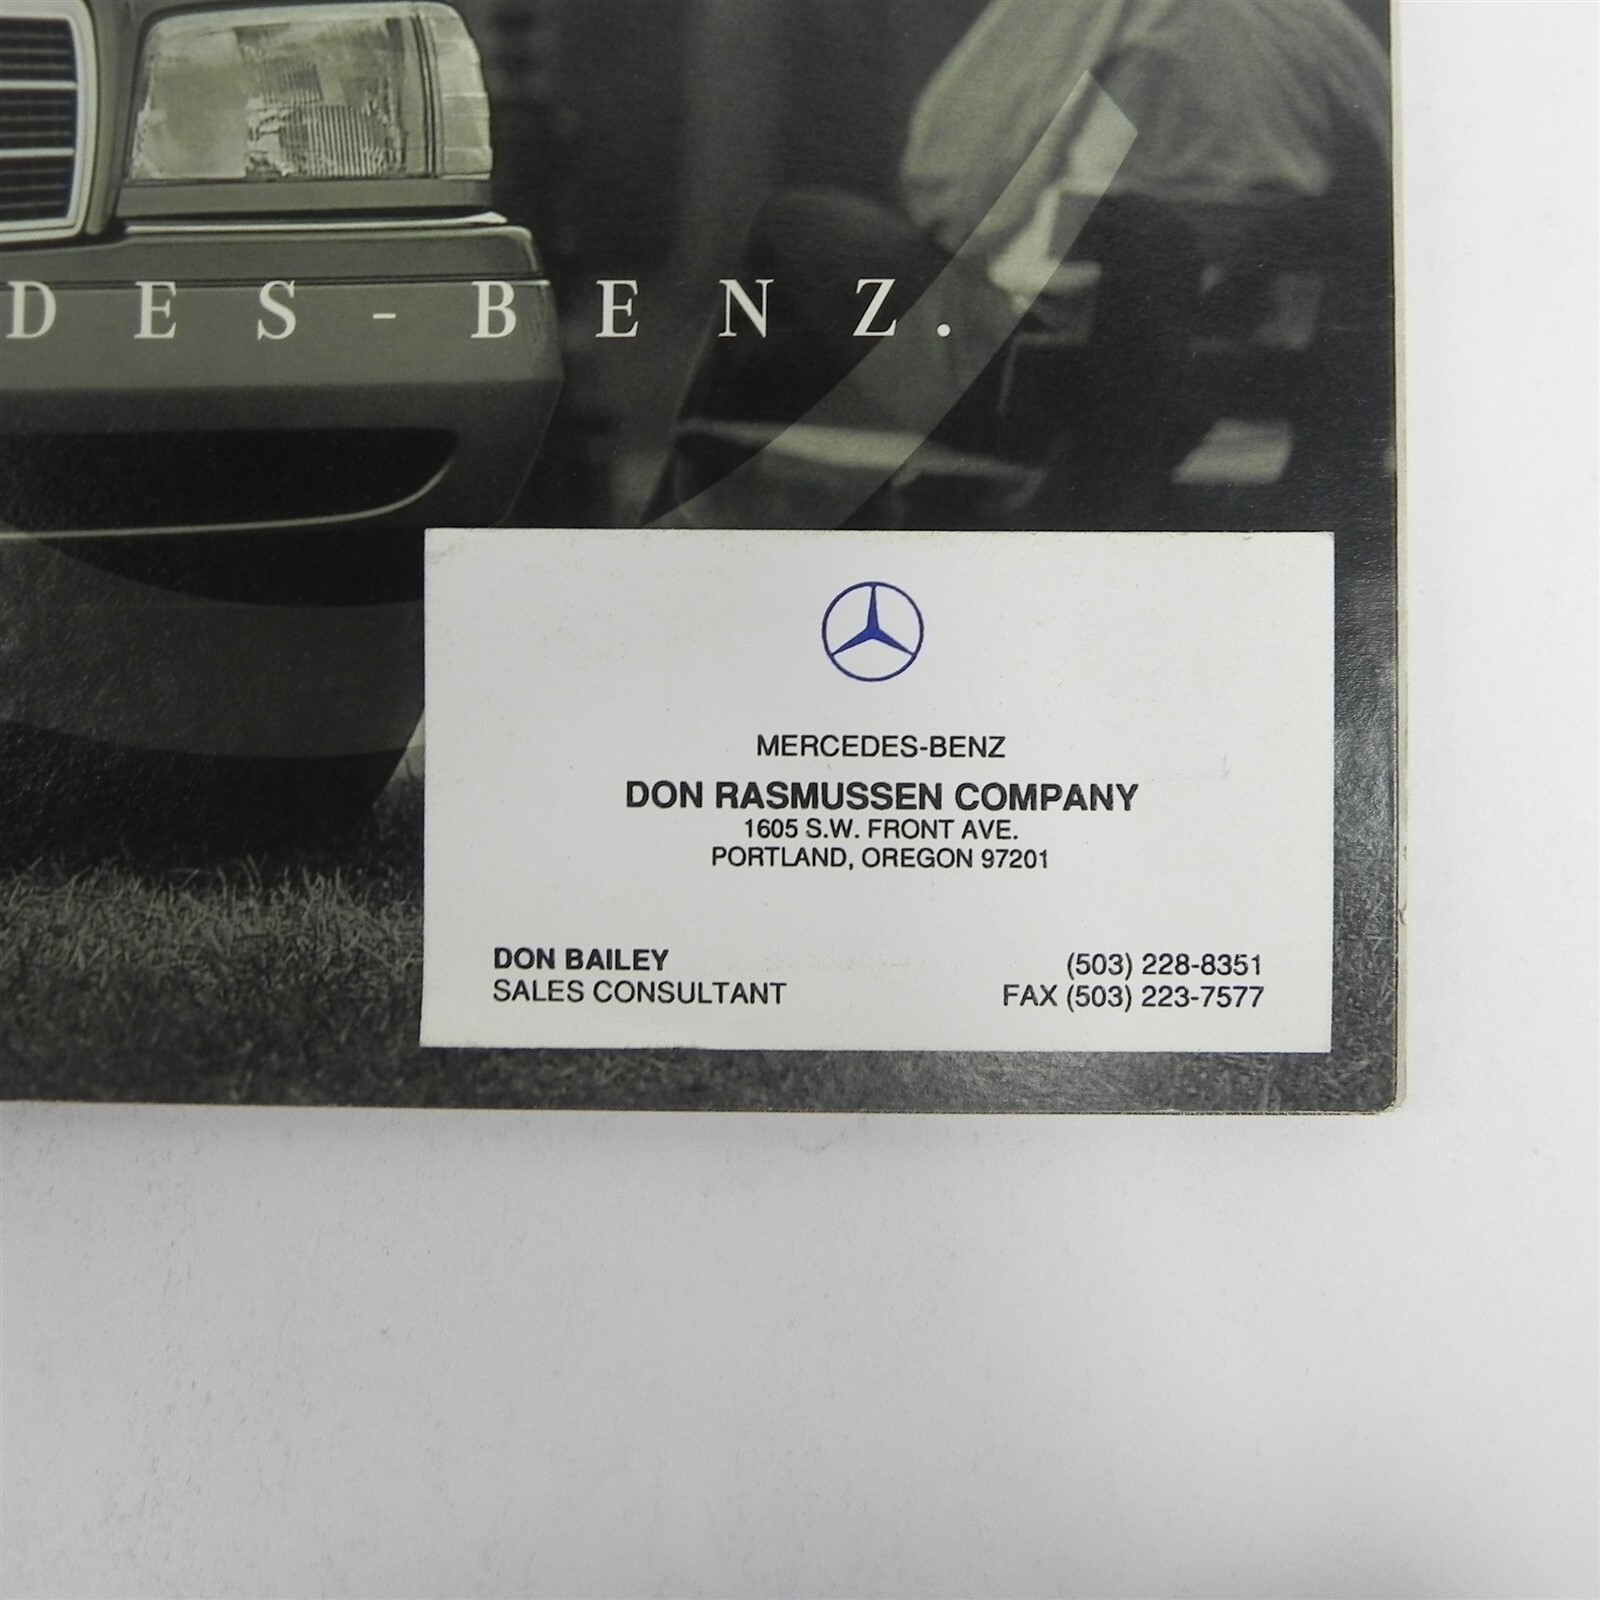 DES-BENZ.
MERCEDES-BENZ
DON RASMUSSEN COMPANY
1605 S.W. FRONT AVE.
PORTLAND, OREGON 97201
DON BAILEY
SALES CONSULTANT
(503) 228-8351
FAX (503) 223-7577